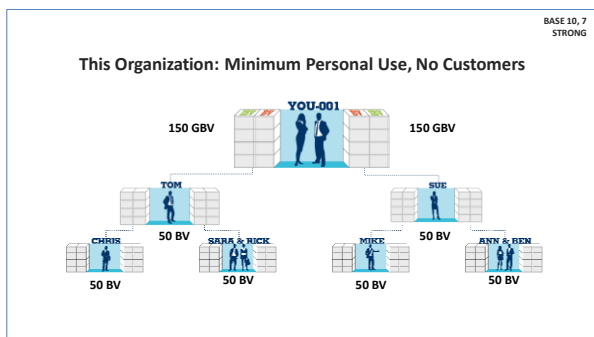 BASE 10, 7
STRONG
This Organization: Minimum Personal Use, No Customers
YOU-001
150 GBV
150 GBV
TOM
SUE
50 BV
50 BV
CHRIS
SARA & RICK
MIKE
ANN & BEN
50 BV
50 BV
50 BV
50 BV